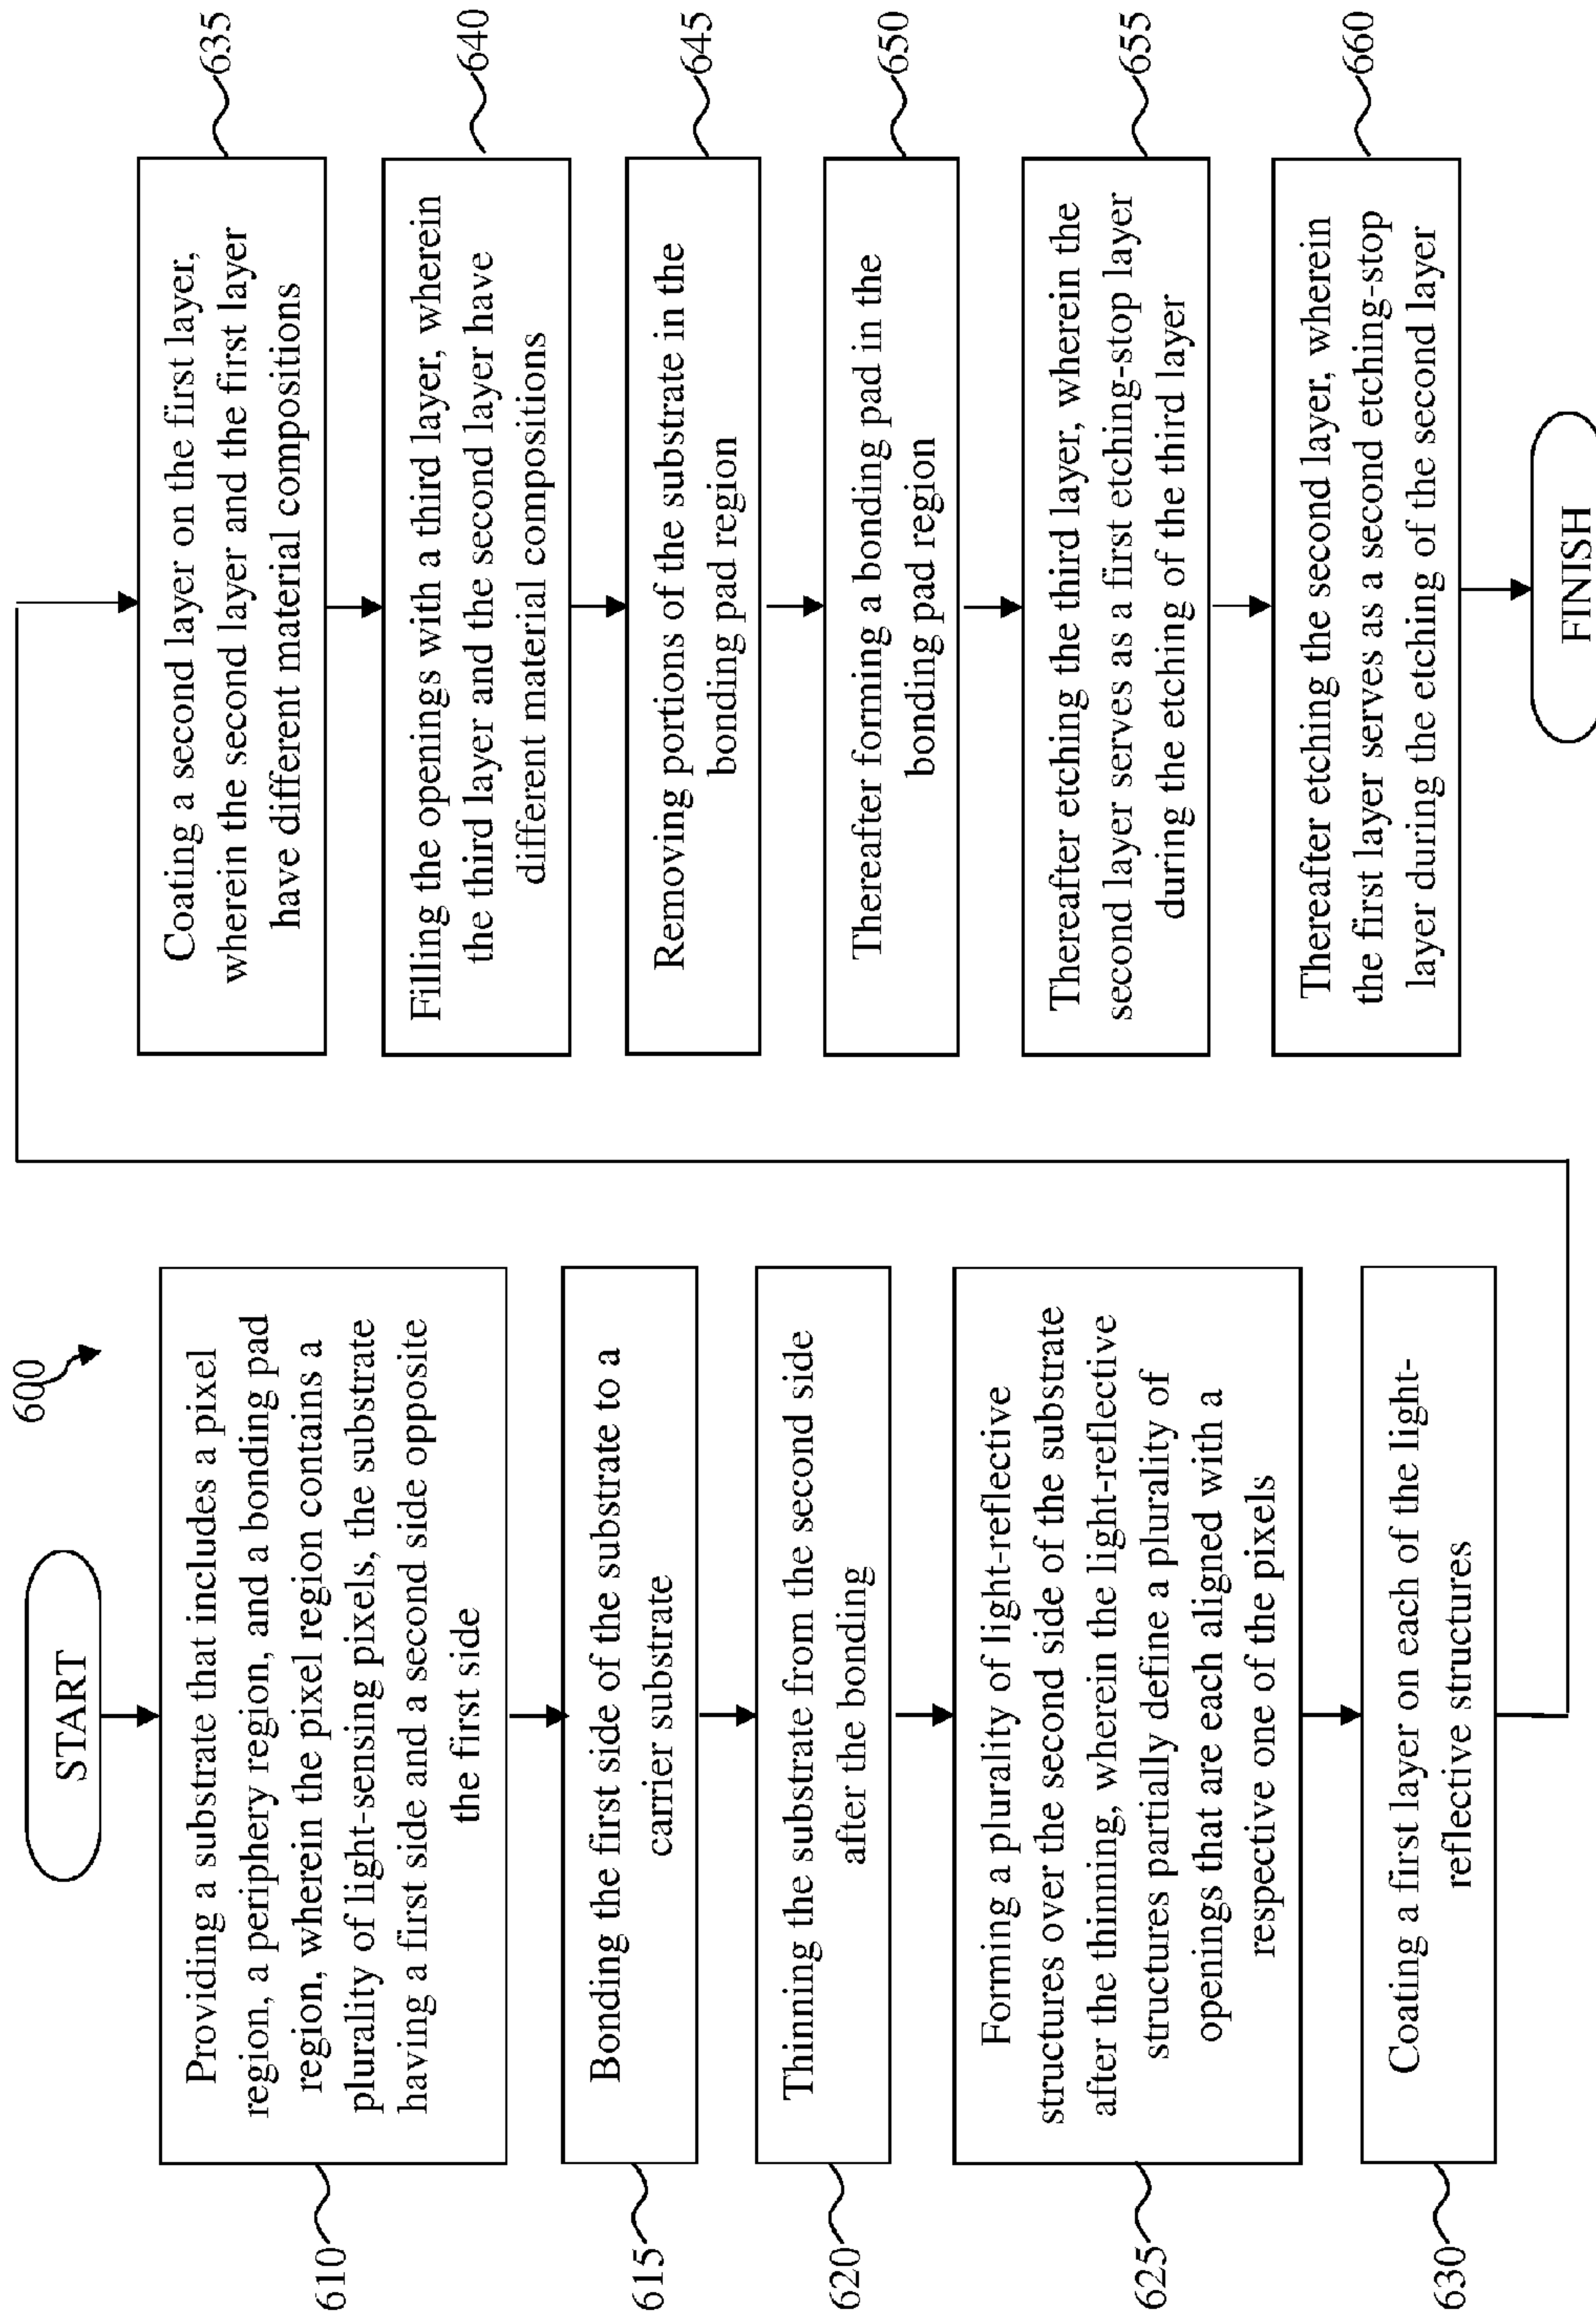 600
START
Providing a substrate that includes a pixel
region, a periphery region, and a bonding pad
region, wherein the pixel region contains a
plurality of light-sensing pixels, the substrate
having a first side and a second side opposite
the first side
610
Bonding the first side of the substrate to a
carrier substrate
615
Thinning the substrate from the second side
after the bonding
620
Forming a plurality of light-reflective
structures over the second side of the substrate
after the thinning, wherein the light-reflective
structures partially define a plurality of
openings that are each aligned with a
respective one of the pixels
625
Coating a first layer on each of the light-
reflective structures
630
Coating a second layer on the first layer,
wherein the second layer and the first layer
have different material compositions
635
Filling the openings with a third layer, wherein
the third layer and the second layer have
different material compositions
640
Removing portions of the substrate in the
bonding pad region
645
Thereafter forming a bonding pad in the
bonding pad region
650
Thereafter etching the third layer, wherein the
second layer serves as a first etching-stop layer
during the etching of the third layer
655
Thereafter etching the second layer, wherein
the first layer serves as a second etching-stop
layer during the etching of the second layer
660
FINISH